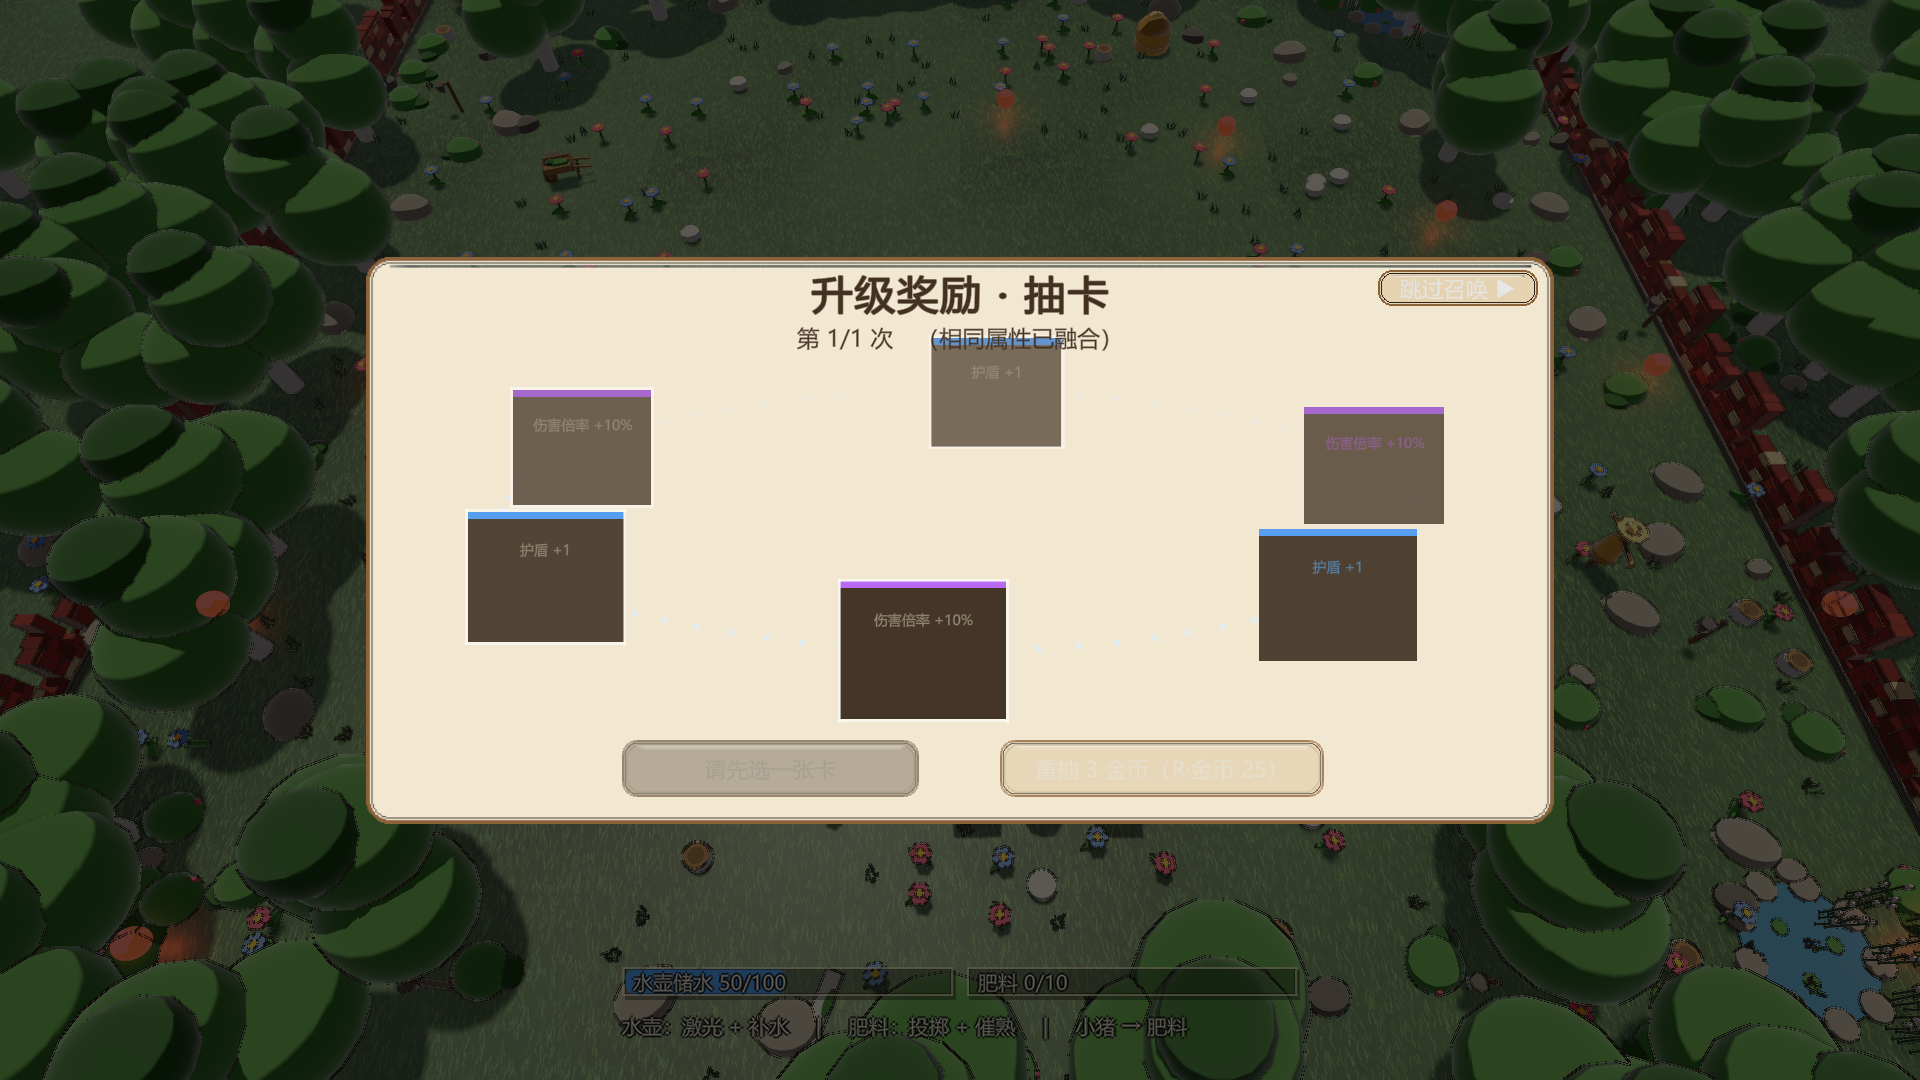 升级奖励 · 抽卡
跳过召唤 ▶
第 1/1 次 （相同属性已融合）
护盾 +1
伤害倍率 +10%
伤害倍率 +10%
护盾 +1
护盾 +1
伤害倍率 +10%
请先选一张卡
重抽 3 金币（R·金币 25）
水壶储水 50/100
肥料 0/10
水壶：激光 + 补水 | 肥料：投掷 + 催熟 | 小猪 → 肥料